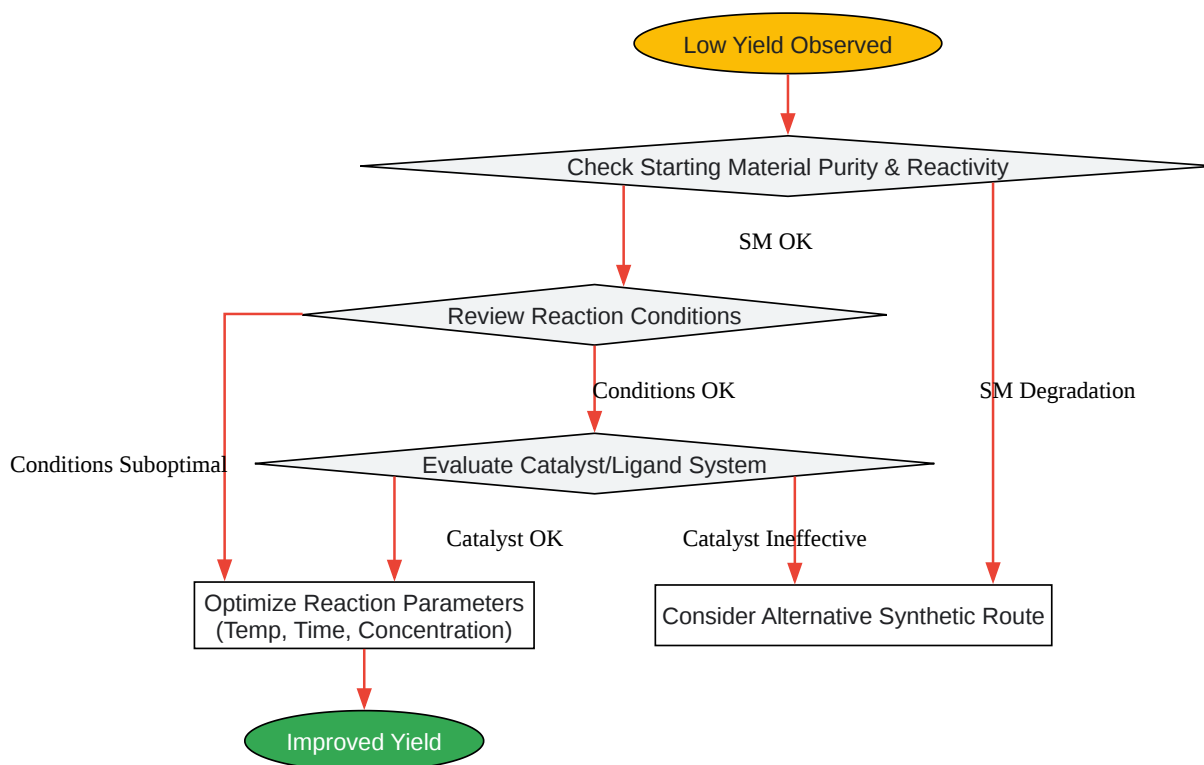 Low Yield Observed
Check Starting Material Purity & Reactivity
SM OK
Review Reaction Conditions
Conditions OK
SM Degradation
Conditions Suboptimal
Evaluate Catalyst/Ligand System
Catalyst OK
Catalyst Ineffective
Optimize Reaction Parameters
(Temp, Time, Concentration)
Consider Alternative Synthetic Route
Improved Yield